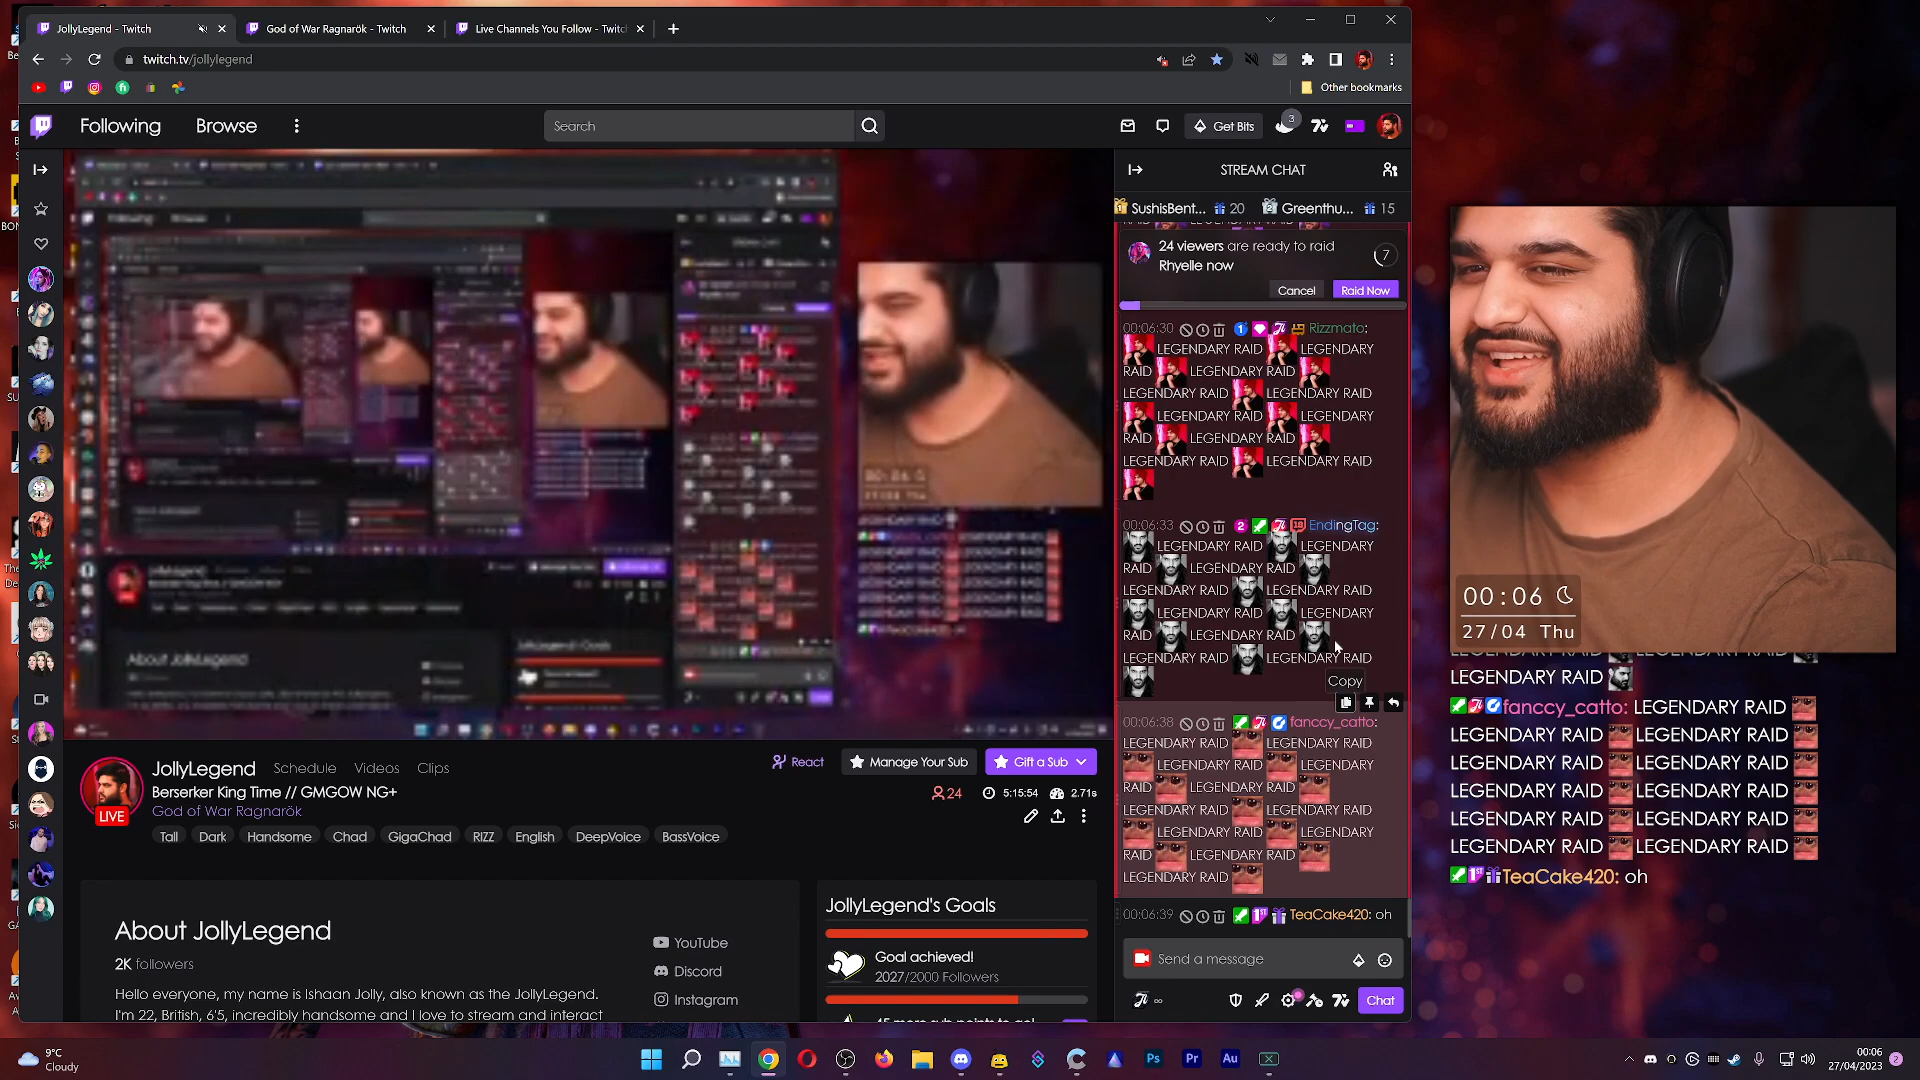 JollyLegend - Twitch
God of War Ragnarök - Twitch
Live Channels You Follow - Twitc
twitch.tv/jollylegend
Other bookmarks
Following
Browse
Search
Get Bits
3
STREAM CHAT
SushisBent... 20
Greenthu... 15
24 viewers are ready to raid
Rhyelle now
7
Cancel
Raid Now
00:06:30 Rizzmato:
LEGENDARY RAID LEGENDARY
RAID LEGENDARY RAID
LEGENDARY RAID LEGENDARY
RAID LEGENDARY RAID
LEGENDARY RAID LEGENDARY
RAID LEGENDARY RAID
LEGENDARY RAID LEGENDARY RAID
00:06:33 EndingTag:
LEGENDARY RAID LEGENDARY
RAID LEGENDARY RAID
LEGENDARY RAID LEGENDARY RAID
LEGENDARY RAID LEGENDARY
RAID LEGENDARY RAID
LEGENDARY RAID LEGENDARY RAID
Copy
00:06:38 fanccy_catto:
LEGENDARY RAID LEGENDARY RAID
LEGENDARY RAID LEGENDARY
RAID LEGENDARY RAID
LEGENDARY RAID LEGENDARY RAID
LEGENDARY RAID LEGENDARY
RAID LEGENDARY RAID
LEGENDARY RAID
00:06:39 TeaCake420: oh
Send a message
Chat
JollyLegend
Schedule
Videos
Clips
React
Manage Your Sub
Gift a Sub
Berserker King Time // GMGOW NG+
God of War Ragnarök
24
5:15:54
2.71s
LIVE
Tall
Dark
Handsome
Chad
GigaChad
RIZZ
English
DeepVoice
BassVoice
About JollyLegend
2K followers
Hello everyone, my name is Ishaan Jolly, also known as the JollyLegend.
I'm 22, British, 6'5, incredibly handsome and I love to stream and interact
YouTube
Discord
Instagram
JollyLegend's Goals
Goal achieved!
2027/2000 Followers
00:06
27/04 Thu
LEGENDARY RAID
fanccy_catto: LEGENDARY RAID
LEGENDARY RAID LEGENDARY RAID
LEGENDARY RAID LEGENDARY RAID
LEGENDARY RAID LEGENDARY RAID
LEGENDARY RAID LEGENDARY RAID
LEGENDARY RAID LEGENDARY RAID
TeaCake420: oh
9°C
Cloudy
Ps
Pr
Au
00:06
27/04/2023
2